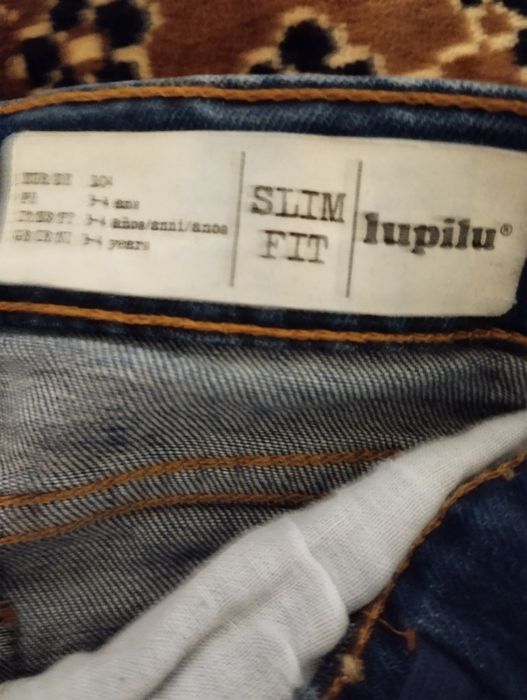 104
3-4 ans
3-4 años/anni/anos
3-4 years
SLIM
FIT
lupilu®